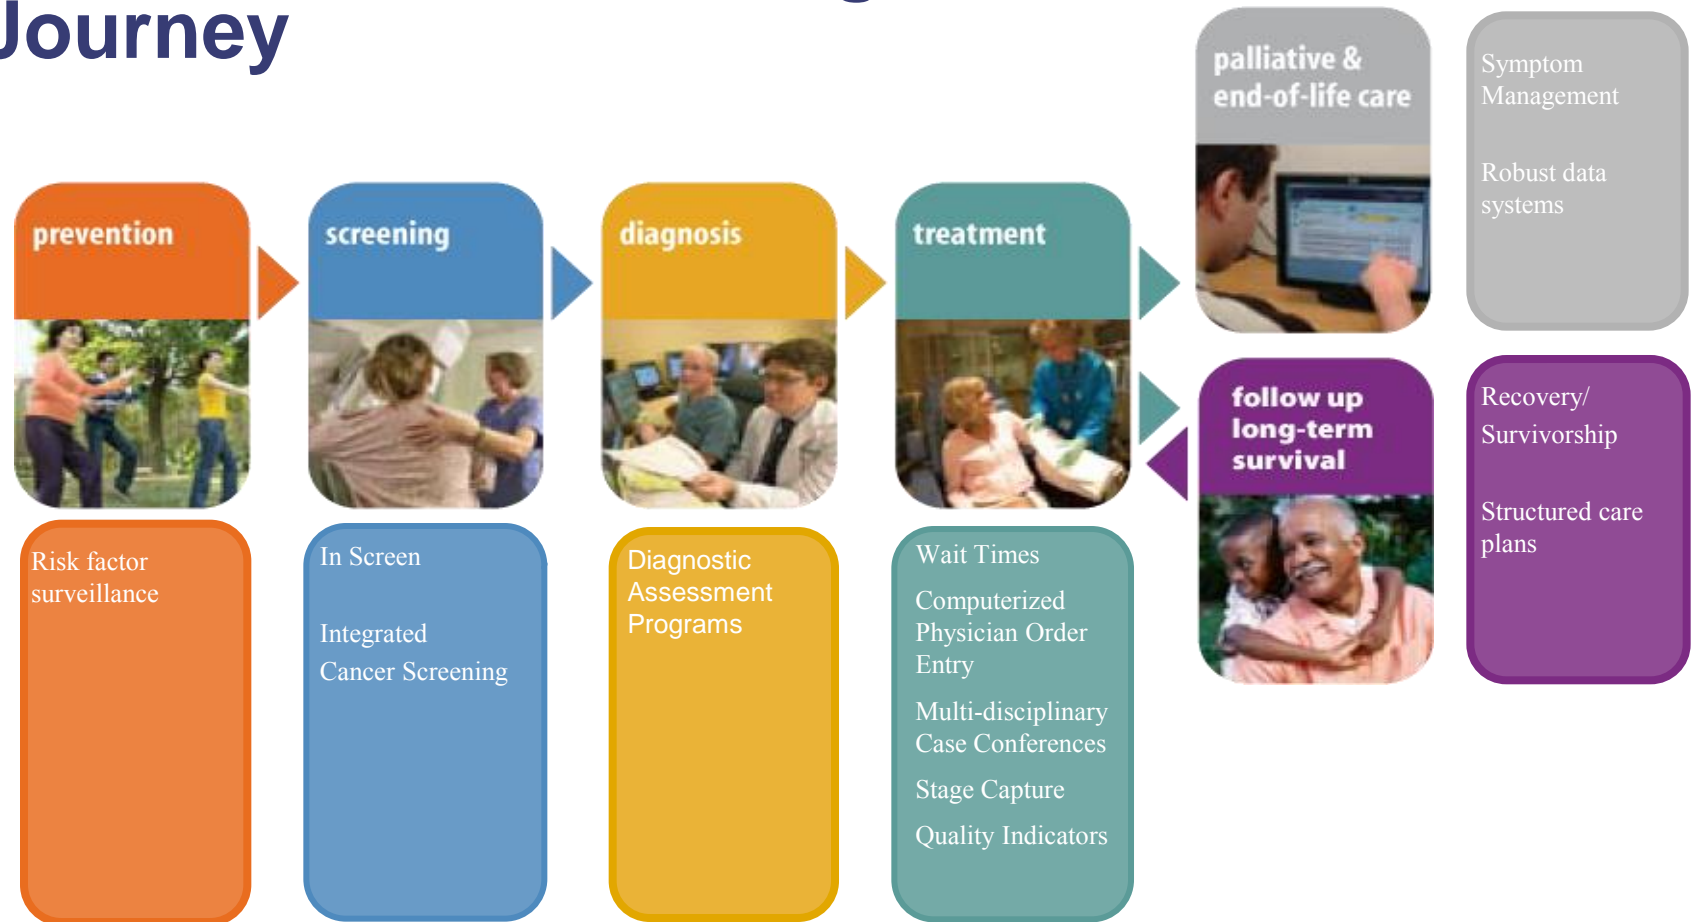 Journey
prevention
screening
diagnosis
treatment
palliative &
end-of-life care
Symptom
Management
Robust data
systems
follow up
long-term
survival
Recovery/
Survivorship
Structured care
plans
Risk factor
surveillance
In Screen
Integrated
Cancer Screening
Diagnostic
Assessment
Programs
Wait Times
Computerized
Physician Order
Entry
Multi-disciplinary
Case Conferences
Stage Capture
Quality Indicators